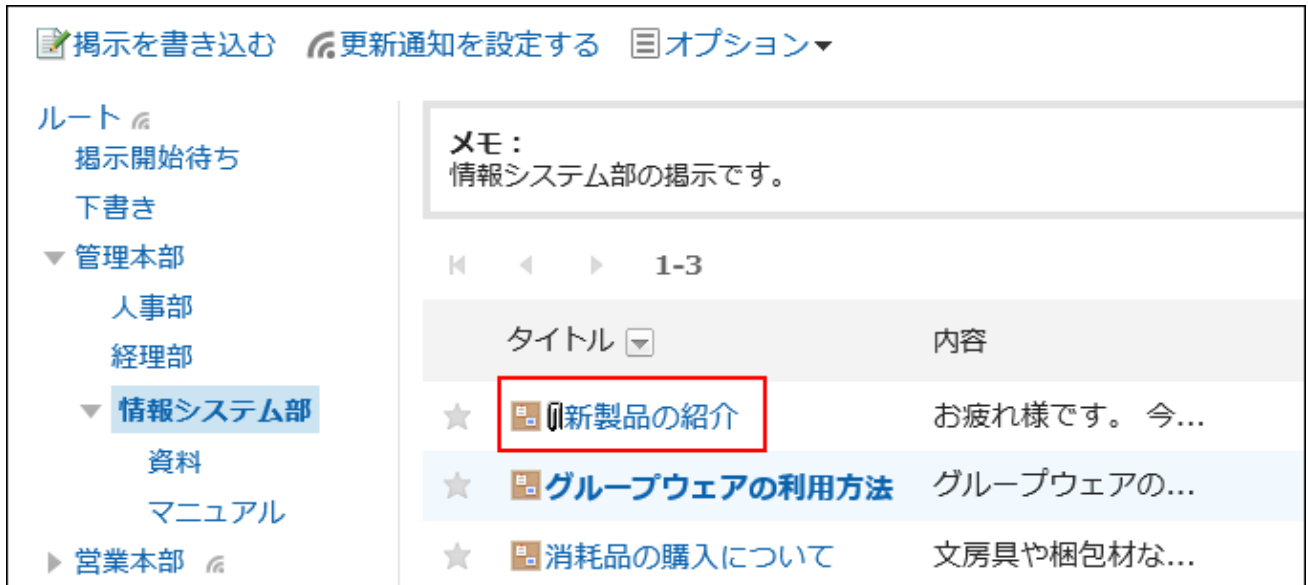 掲示を書き込む 更新通知を設定する オプション
ルート
掲示開始待ち
下書き
管理本部
人事部
経理部
情報システム部
資料
マニュアル
営業本部
メモ：
情報システム部の掲示です。
1-3
タイトル 内容
新製品の紹介 お疲れ様です。 今...
グループウェアの利用方法 グループウェアの...
消耗品の購入について 文房具や梱包材な...